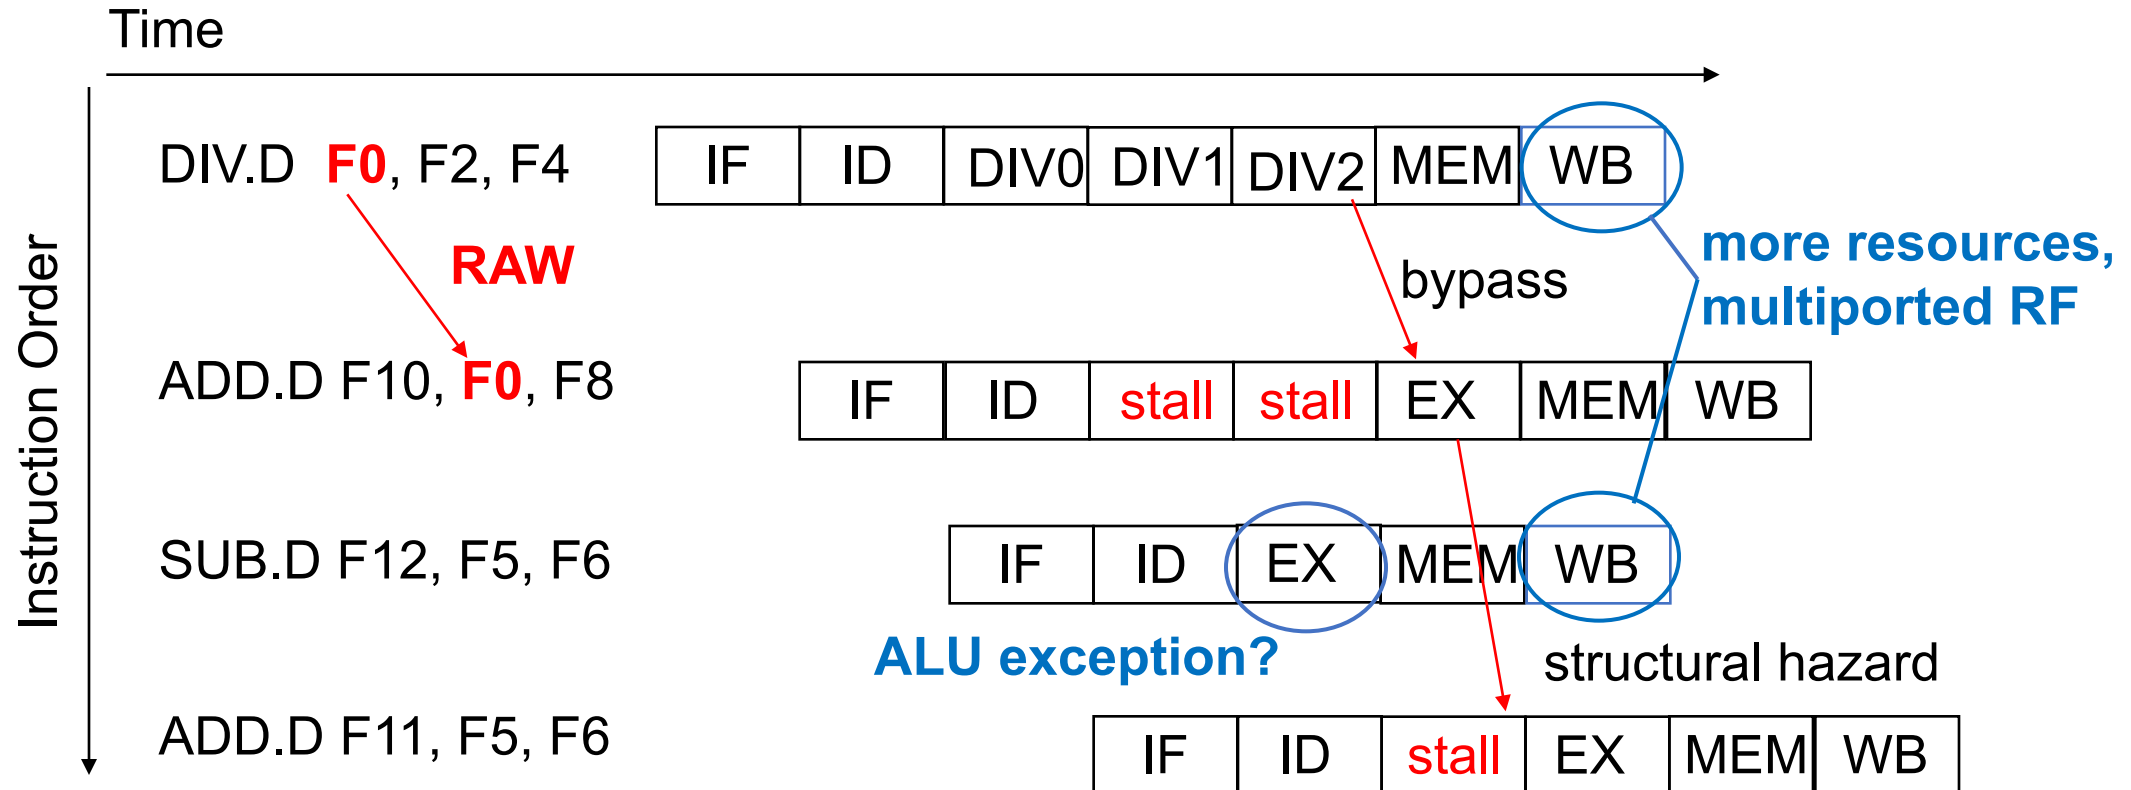 Time
Instruction Order
DIV.D F0, F2, F4 IF ID DIV0 DIV1 DIV2 MEM WB
RAW
bypass
more resources,
multiported RF
ADD.D F10, F0, F8 IF ID stall stall EX MEM WB
SUB.D F12, F5, F6 IF ID EX MEM WB
ALU exception?
structural hazard
ADD.D F11, F5, F6 IF ID stall EX MEM WB